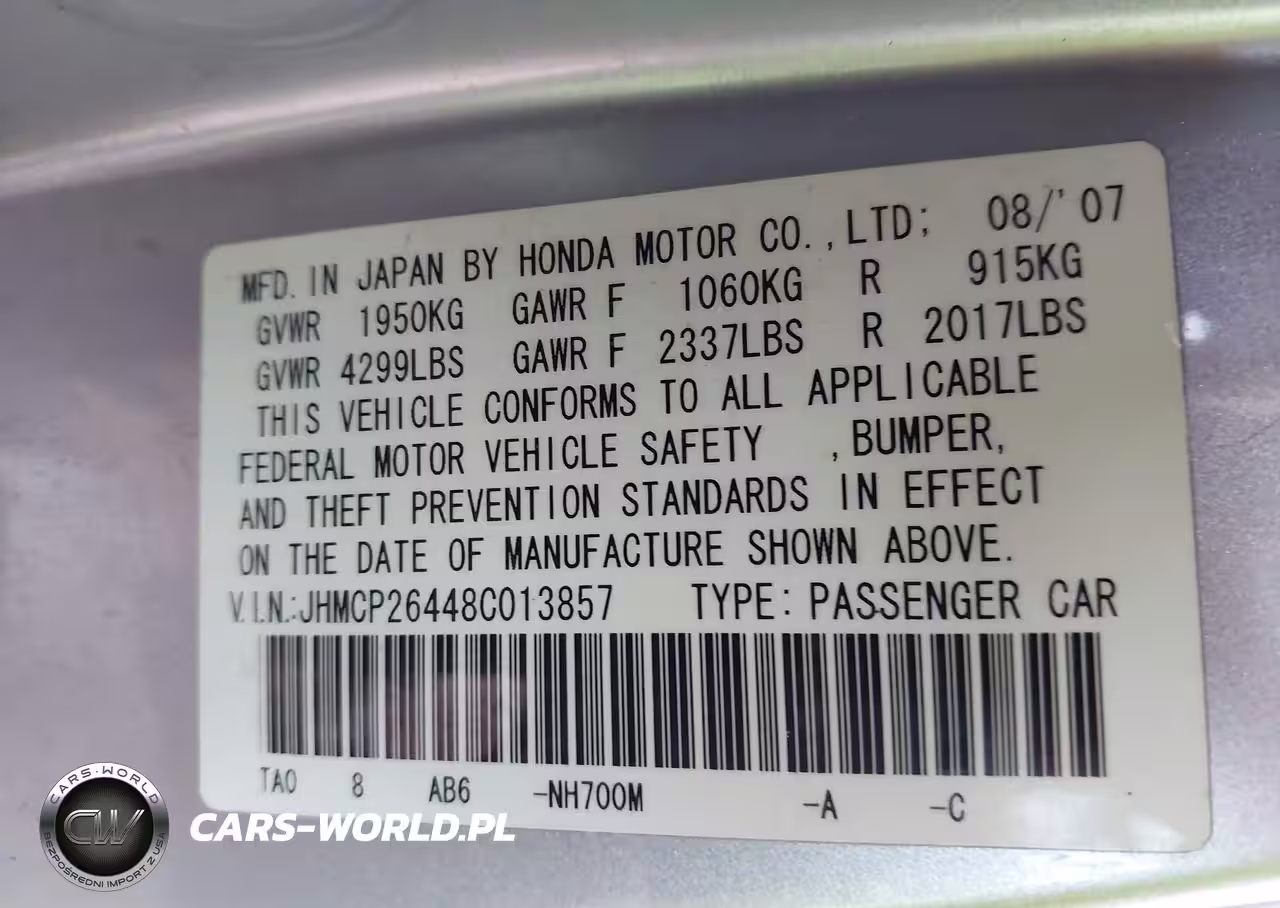 MFD. IN JAPAN BY HONDA MOTOR CO.,LTD; 08/'07
GVWR 1950KG GAWR F 1060KG R 915KG
GVWR 4299LBS GAWR F 2337LBS R 2017LBS
THIS VEHICLE CONFORMS TO ALL APPLICABLE
FEDERAL MOTOR VEHICLE SAFETY ,BUMPER,
AND THEFT PREVENTION STANDARDS IN EFFECT
ON THE DATE OF MANUFACTURE SHOWN ABOVE.
V.I.N.:JHMCP26448C013857 TYPE: PASSENGER CAR
TA0 8 AB6 -NH700M -A -C
CARS-WORLD
CW
BEZPOŚREDNI IMPORT Z USA
CARS-WORLD.PL